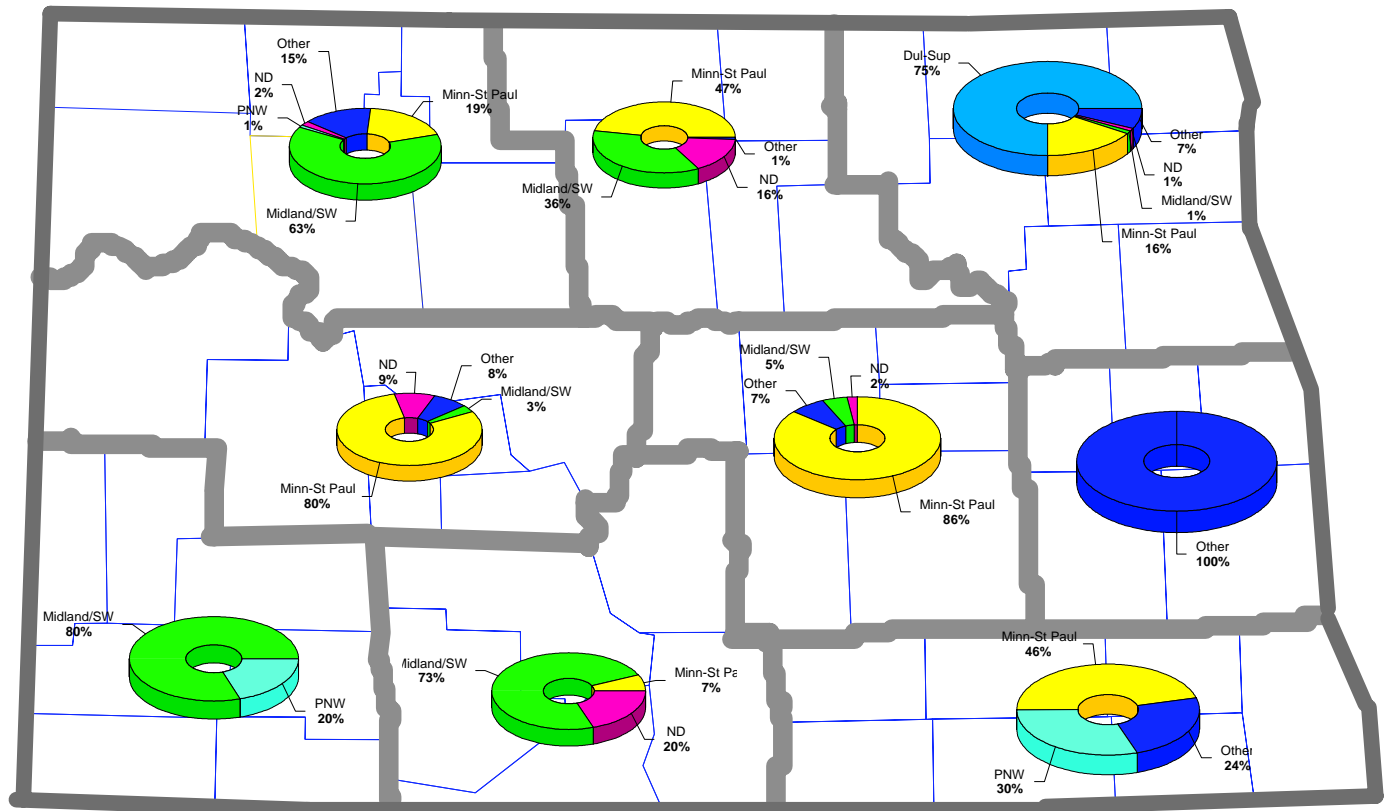 Other
15%
ND
2%
PNW
1%
Minn-St Paul
19%
Midland/SW
63%
Minn-St Paul
47%
Other
1%
ND
16%
Midland/SW
36%
Dul-Sup
75%
Other
7%
ND
1%
Midland/SW
1%
Minn-St Paul
16%
ND
9%
Other
8%
Midland/SW
3%
Minn-St Paul
80%
Midland/SW
5%
Other
7%
ND
2%
Minn-St Paul
86%
Other
100%
Midland/SW
80%
PNW
20%
Midland/SW
73%
Minn-St Pa
7%
ND
20%
Minn-St Paul
46%
Other
24%
PNW
30%